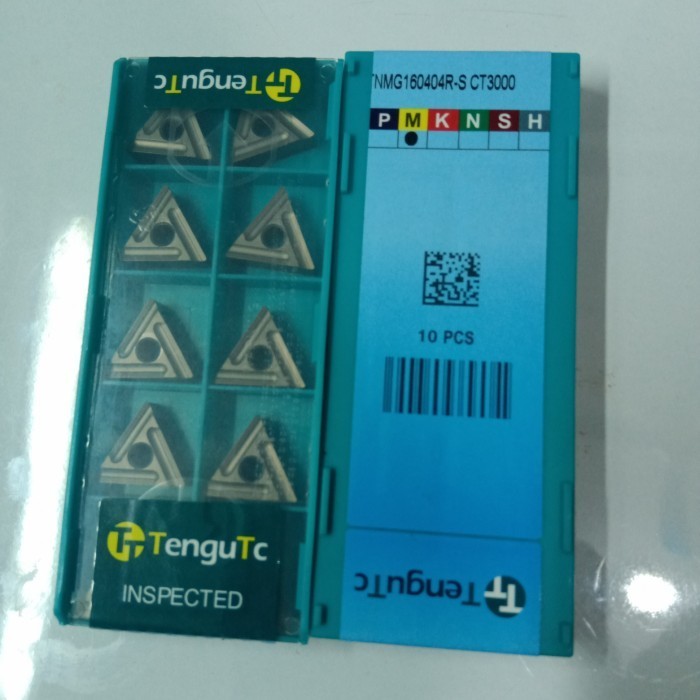 TenguTc
TenguTc
INSPECTED
TNMG160404R-S CT3000
P M K N S H
10 PCS
TenguTc